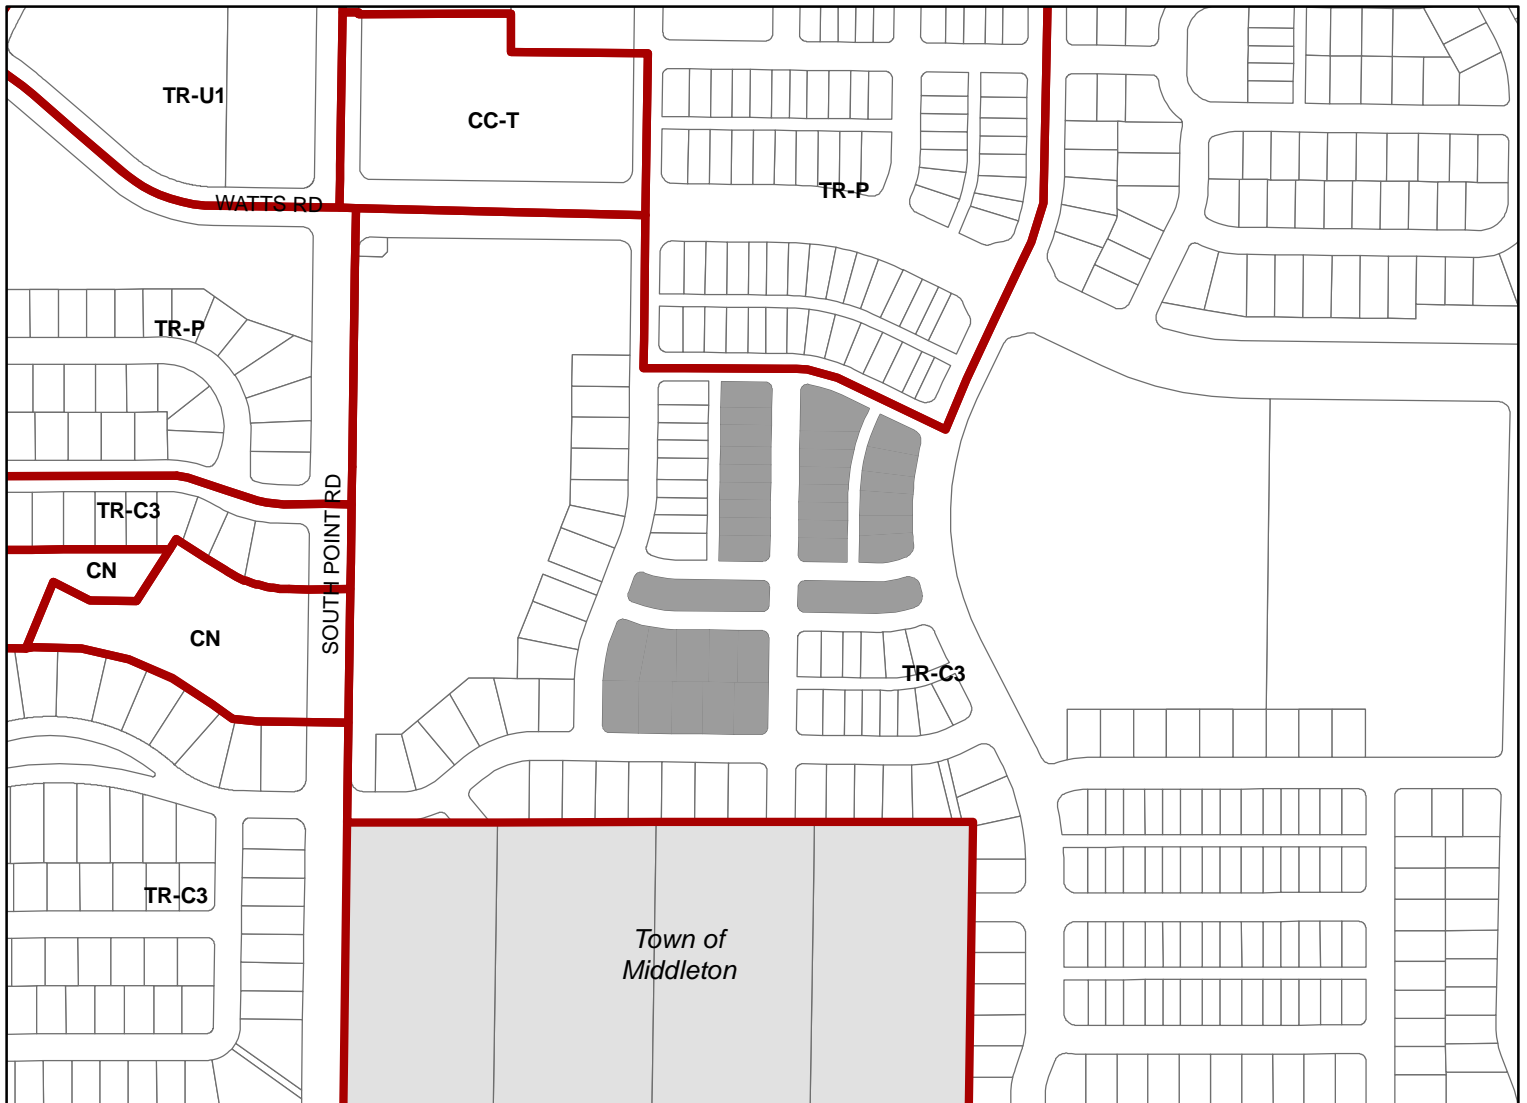 TR-U1
CC-T
TR-P
WATTS RD
TR-P
TR-C3
SOUTH POINT RD
CN
CN
TR-C3
TR-C3
Town of
Middleton